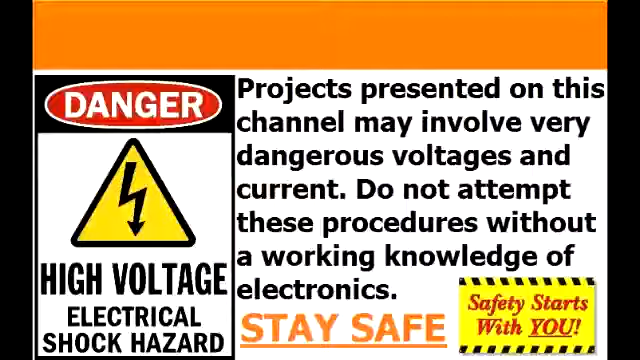 DANGER
HIGH VOLTAGE
ELECTRICAL
SHOCK HAZARD
Projects presented on this
channel may involve very
dangerous voltages and
current. Do not attempt
these procedures without
a working knowledge of
electronics.
STAY SAFE
Safety Starts
With YOU!